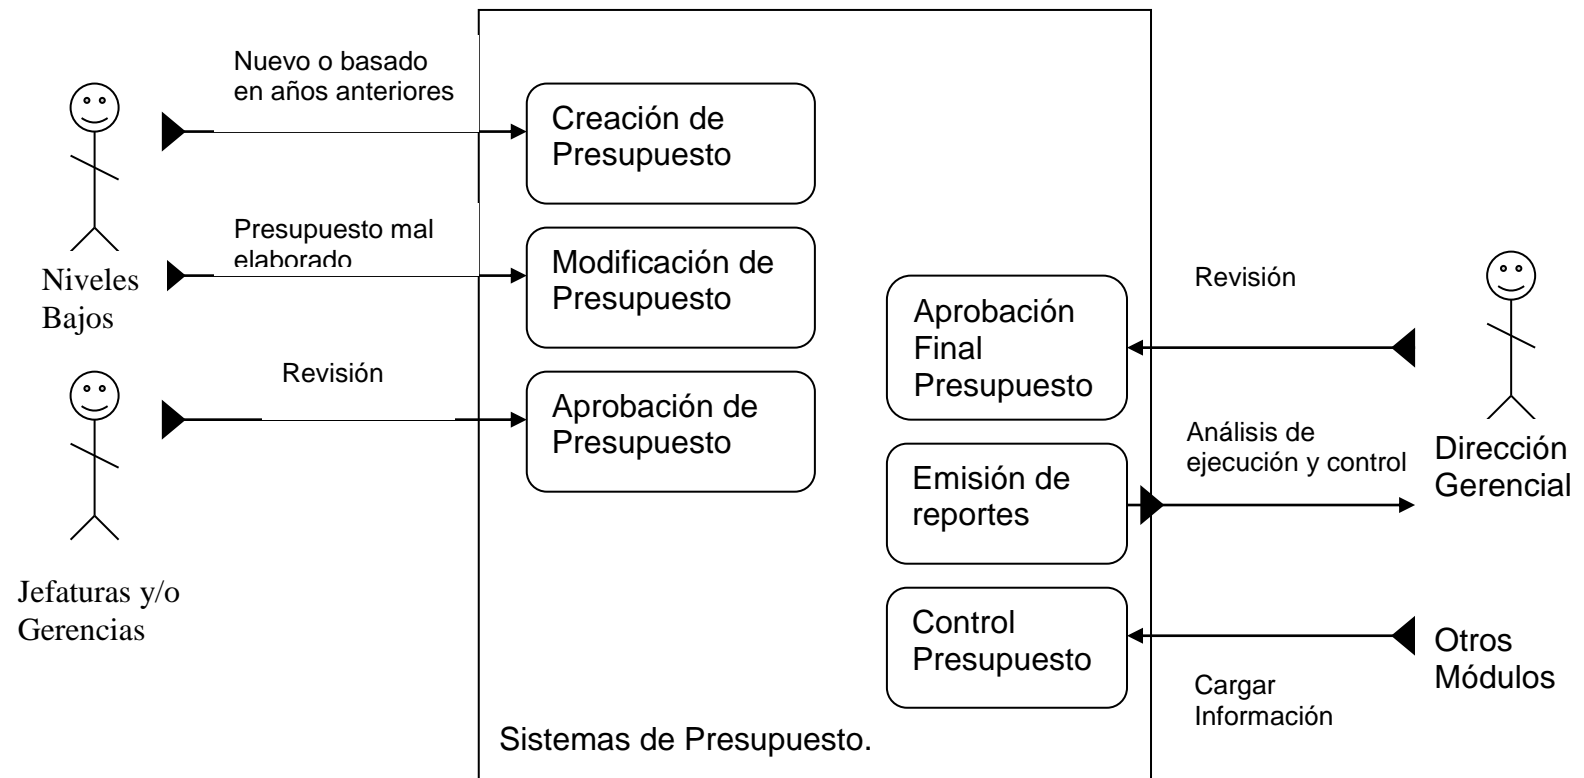 Nuevo o basado
en años anteriores
Creación de
Presupuesto
Presupuesto mal
elaborado
Niveles
Bajos
Modificación de
Presupuesto
Revisión
Aprobación de
Presupuesto
Jefaturas y/o
Gerencias
Revisión
Aprobación
Final
Presupuesto
Análisis de
ejecución y control
Dirección
Gerencial
Emisión de
reportes
Control
Presupuesto
Otros
Módulos
Cargar
Información
Sistemas de Presupuesto.